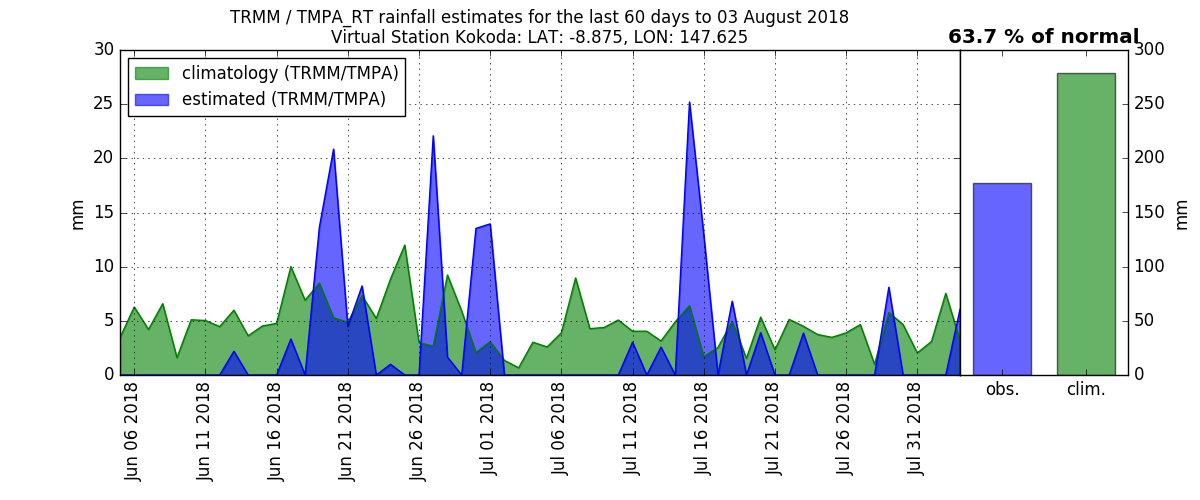 TRMM / TMPA_RT rainfall estimates for the last 60 days to 03 August 2018
Virtual Station Kokoda: LAT: -8.875, LON: 147.625
63.7 % of normal
climatology (TRMM/TMPA)
estimated (TRMM/TMPA)
30
25
20
15
10
5
0
mm
Jun 06 2018
Jun 11 2018
Jun 16 2018
Jun 21 2018
Jun 26 2018
Jul 01 2018
Jul 06 2018
Jul 11 2018
Jul 16 2018
Jul 21 2018
Jul 26 2018
Jul 31 2018
300
250
200
150
100
50
0
mm
obs.
clim.